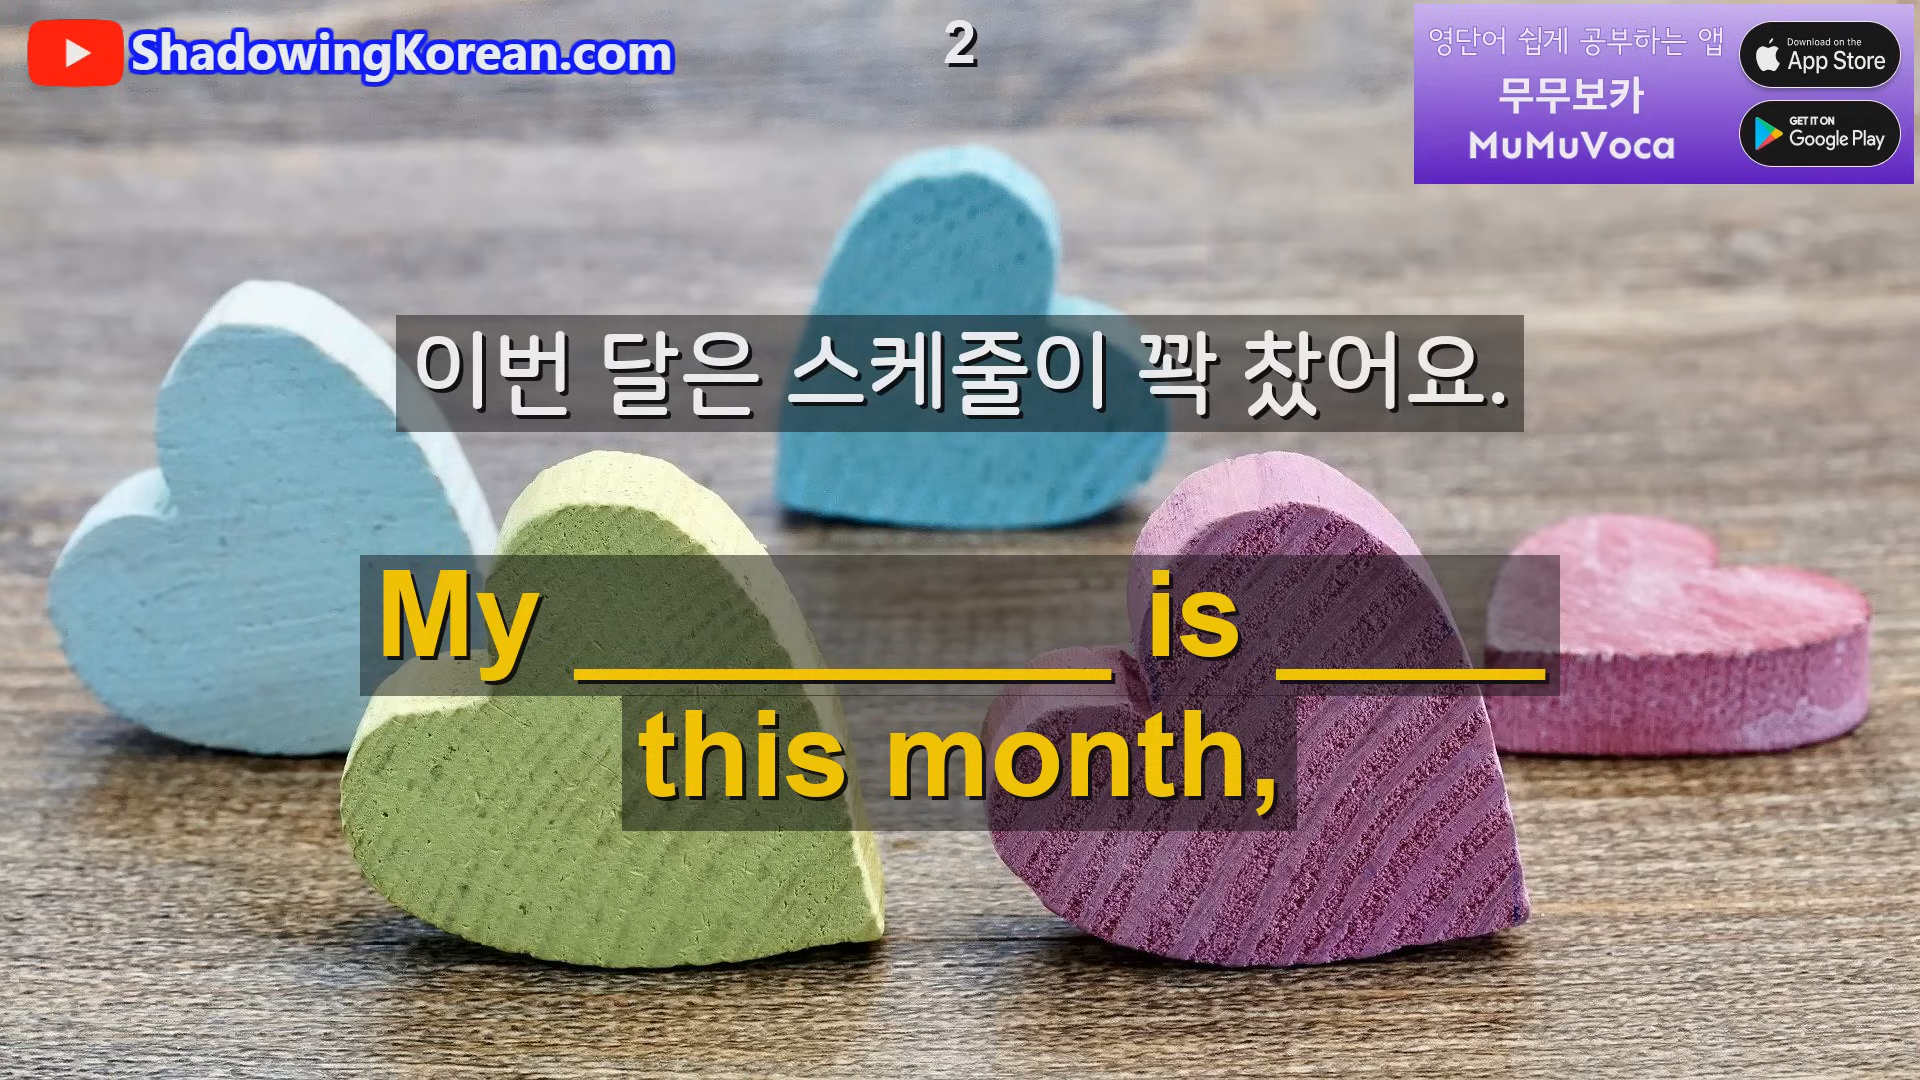 ShadowingKorean.com
2
영단어 쉽게 공부하는 앱
무무보카
MuMuVoca
Download on the
App Store
GET IT ON
Google Play
이번 달은 스케줄이 꽉 찼어요.
My ________ is ____
this month,